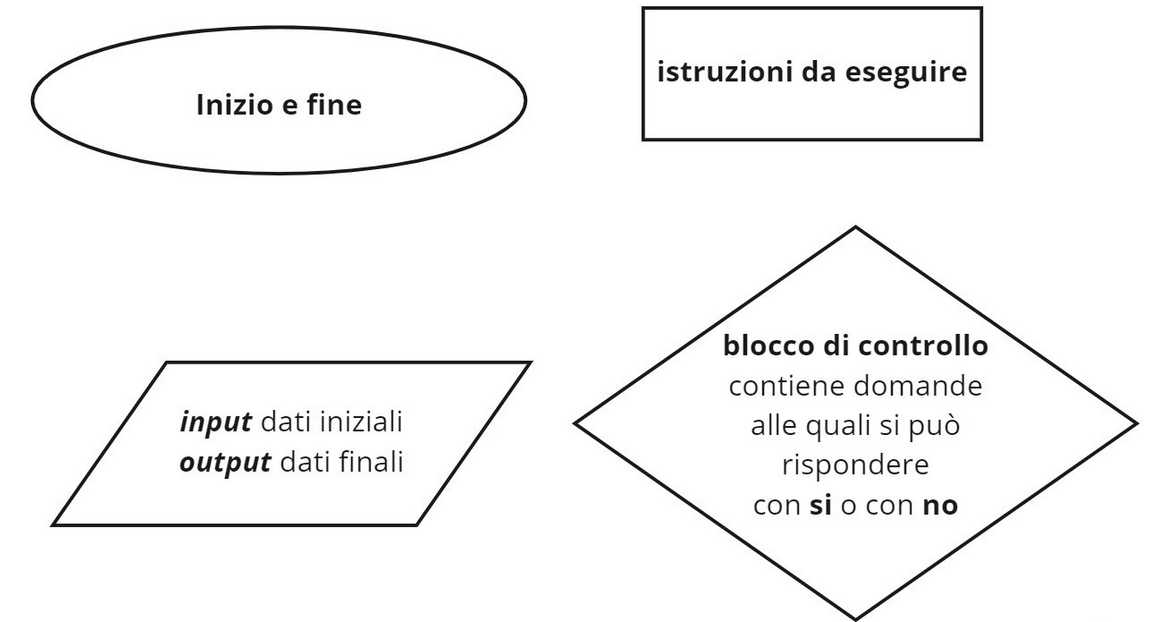 Inizio e fine
istruzioni da eseguire
input dati iniziali
output dati finali
blocco di controllo
contiene domande
alle quali si può
rispondere
con si o con no